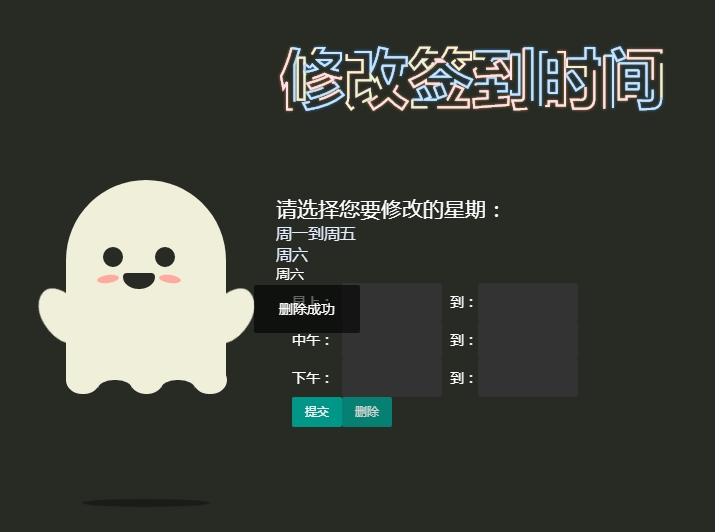 修改签到时间
请选择您要修改的星期：
周一到周五
周六
周六
早上： 到：
删除成功
中午： 到：
下午： 到：
提交 删除